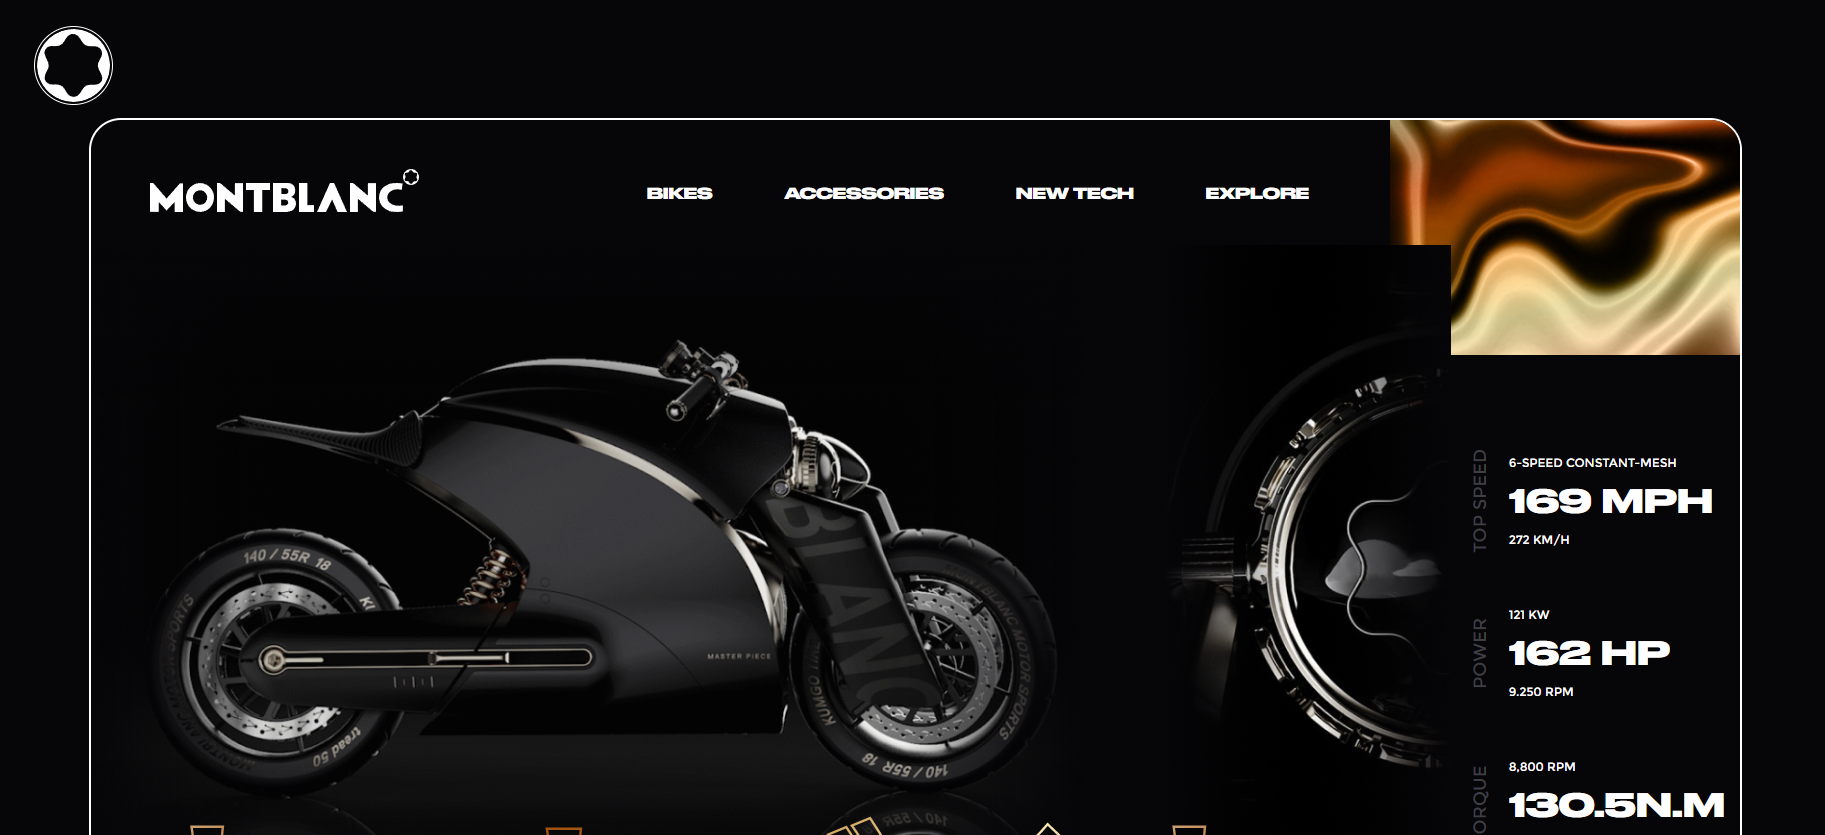 MONTBLANC
BIKES
ACCESSORIES
NEW TECH
EXPLORE
140 / 55R 18
tread 50
BLANC
MASTER PIECE
MONTBLANC MOTOR SPORTS
140 / 55R 18
TOP SPEED
6-SPEED CONSTANT-MESH
169 MPH
272 KM/H
POWER
121 KW
162 HP
9.250 RPM
8,800 RPM
130.5N.M